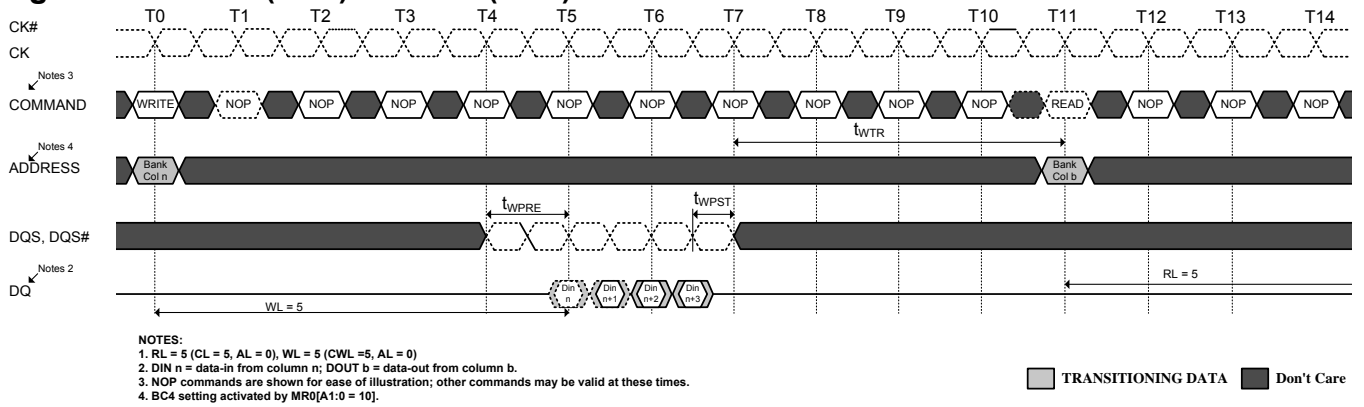 T0 T1 T2 T3 T4 T5 T6 T7 T8 T9 T10 T11 T12 T13 T14
CK#
CK
Notes 3
COMMAND
WRITE NOP NOP NOP NOP NOP NOP NOP NOP NOP NOP READ NOP NOP NOP
tWTR
Notes 4
ADDRESS
Bank Col n
Bank Col b
tWPRE
tWPST
DQS, DQS#
Notes 2
DQ
Din n
Din n+1
Din n+2
Din n+3
RL = 5
WL = 5
NOTES:
1. RL = 5 (CL = 5, AL = 0), WL = 5 (CWL =5, AL = 0)
2. DIN n = data-in from column n; DOUT b = data-out from column b.
3. NOP commands are shown for ease of illustration; other commands may be valid at these times.
4. BC4 setting activated by MR0[A1:0 = 10].
TRANSITIONING DATA
Don't Care